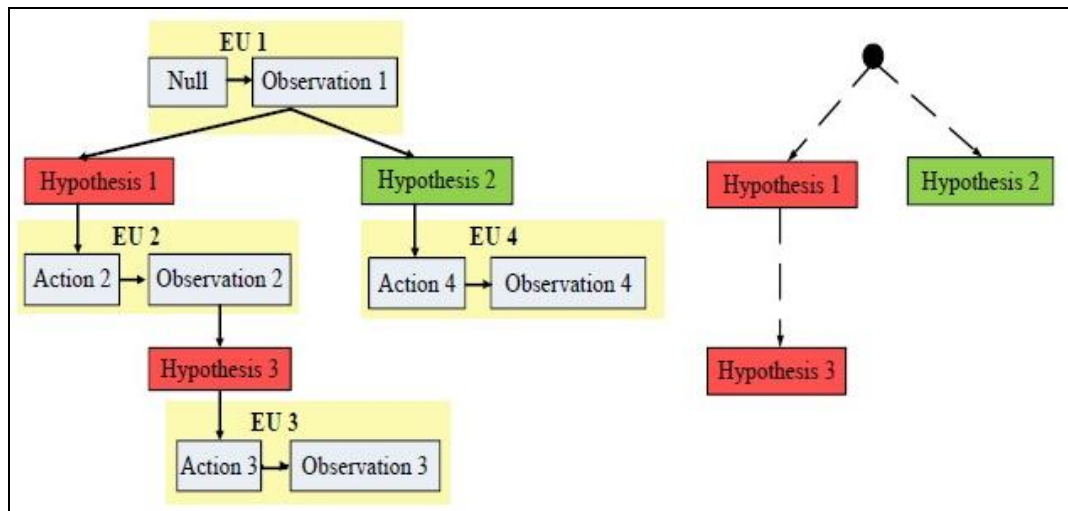 EU 1
Null
Observation 1
Hypothesis 1
Hypothesis 2
EU 2
Action 2
Observation 2
EU 4
Action 4
Observation 4
Hypothesis 3
EU 3
Action 3
Observation 3
Hypothesis 1
Hypothesis 2
Hypothesis 3